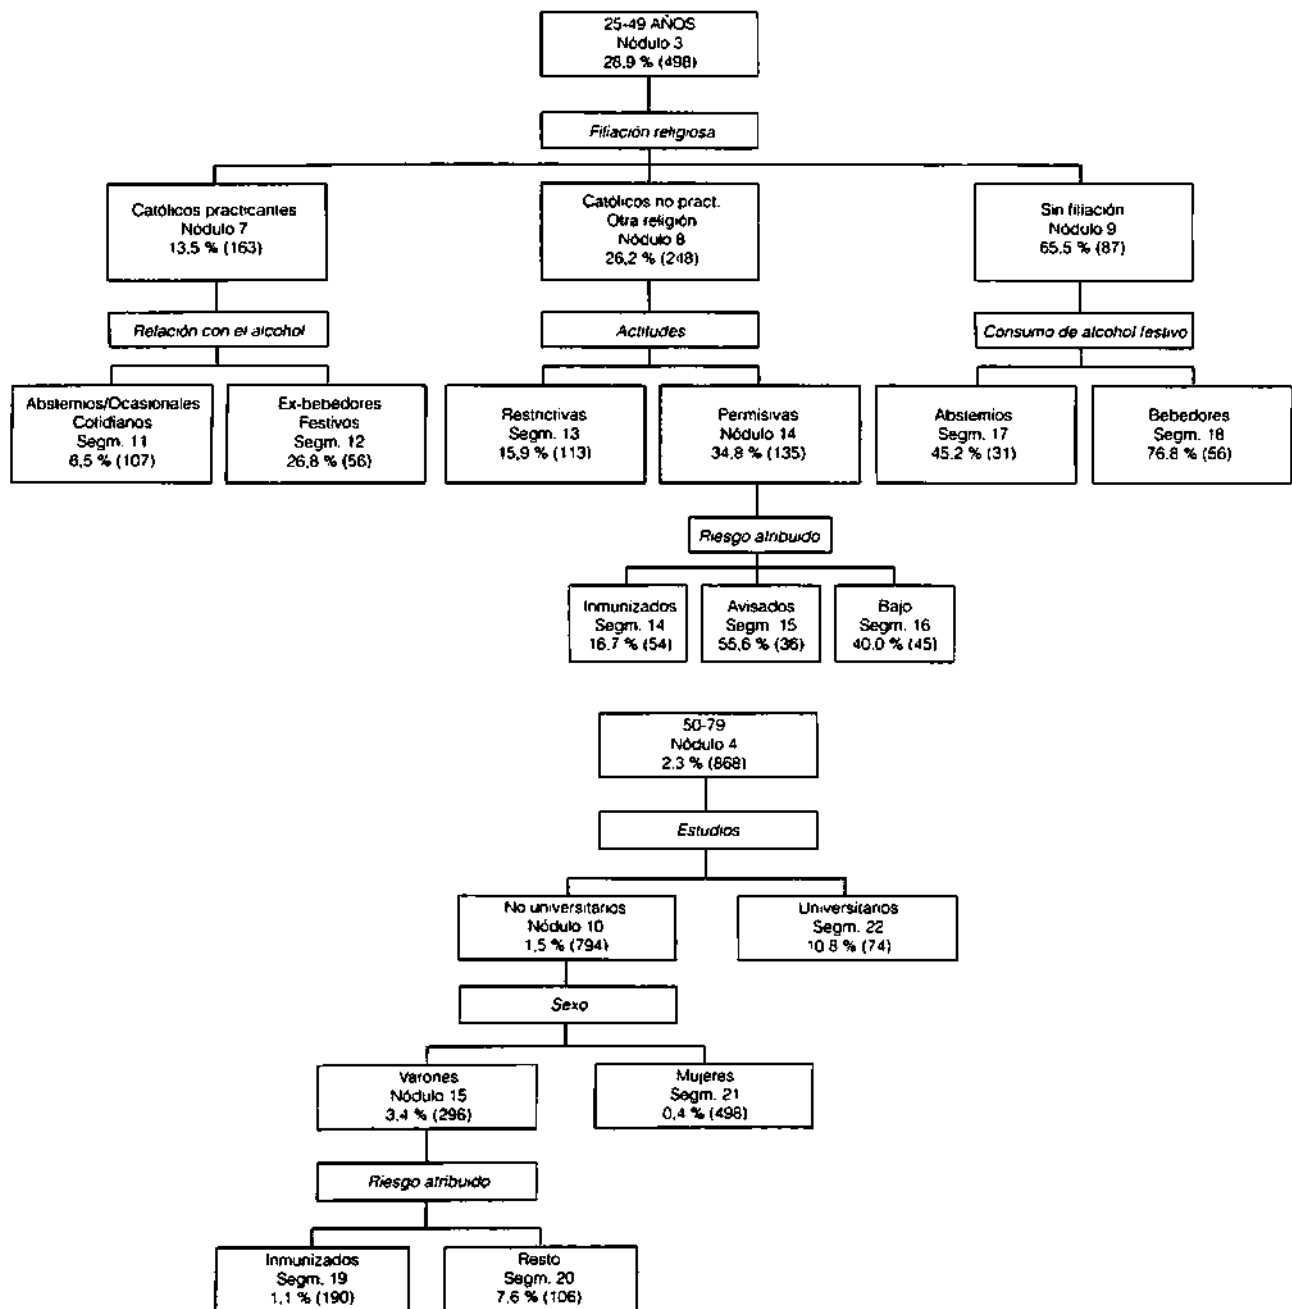 25-49 AÑOS
Nódulo 3
28,9 % (498)
Filiación religiosa
Católicos practicantes
Nódulo 7
13,5 % (163)
Católicos no pract.
Otra religión
Nódulo 8
26,2 % (248)
Sin filiación
Nódulo 9
65,5 % (87)
Relación con el alcohol
Actitudes
Consumo de alcohol festivo
Abstemios/Ocasionales
Cotidianos
Segm. 11
6,5 % (107)
Ex-bebedores
Festivos
Segm. 12
26,8 % (56)
Restrictivas
Segm. 13
15,9 % (113)
Permisivas
Nódulo 14
34,8 % (135)
Abstemios
Segm. 17
45.2 % (31)
Bebedores
Segm. 18
76.8 % (56)
Riesgo atribuido
Inmunizados
Segm. 14
16,7 % (54)
Avisados
Segm. 15
55,6 % (36)
Bajo
Segm. 16
40.0 % (45)
50-79
Nódulo 4
2,3 % (868)
Estudios
No universitarios
Nódulo 10
1,5 % (794)
Universitarios
Segm. 22
10,8 % (74)
Sexo
Varones
Nódulo 15
3,4 % (296)
Mujeres
Segm. 21
0,4 % (498)
Riesgo atribuido
Inmunizados
Segm. 19
1,1 % (190)
Resto
Segm. 20
7,6 % (106)